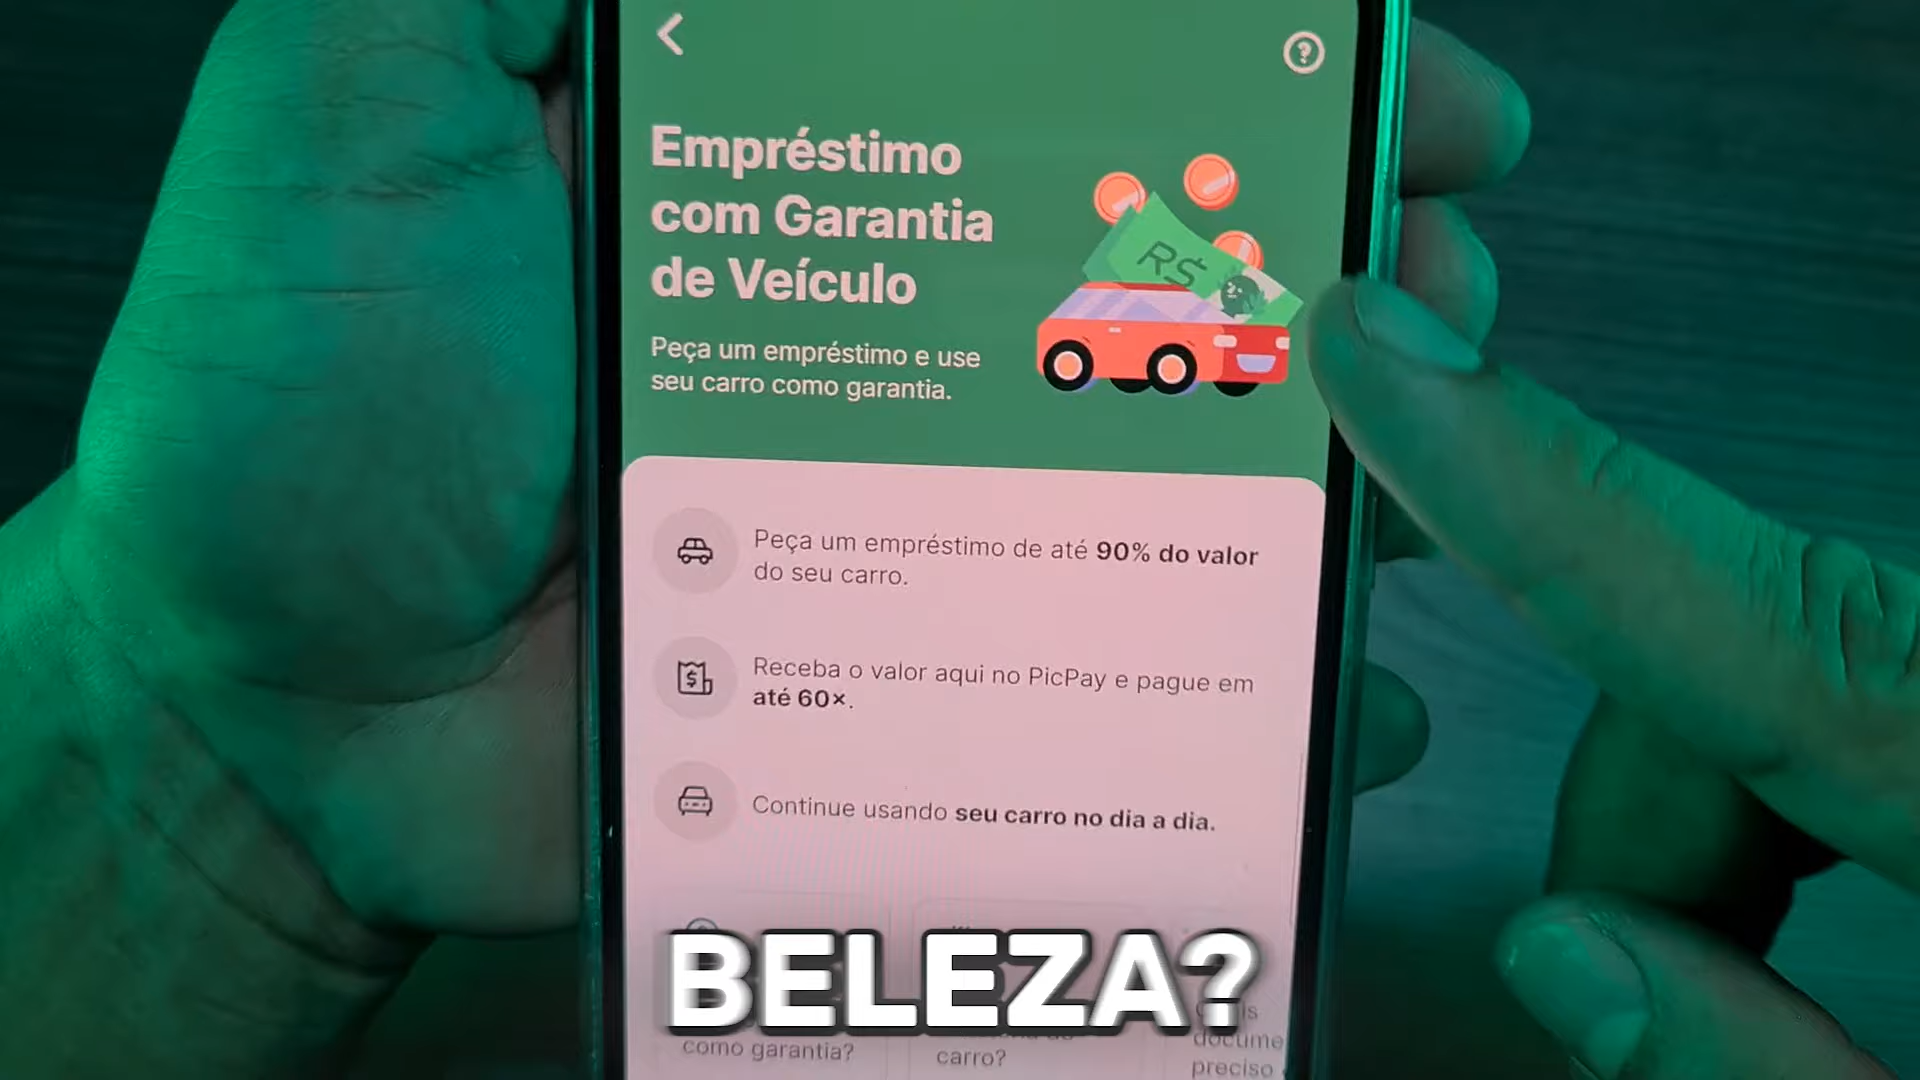 Empréstimo
com Garantia
de Veículo
R$
Peça um empréstimo e use
seu carro como garantia.
Peça um empréstimo de até 90% do valor
do seu carro.
Receba o valor aqui no PicPay e pague em
até 60×.
Continue usando seu carro no dia a dia.
BELEZA?
como garantia?
carro?
docume
preciso